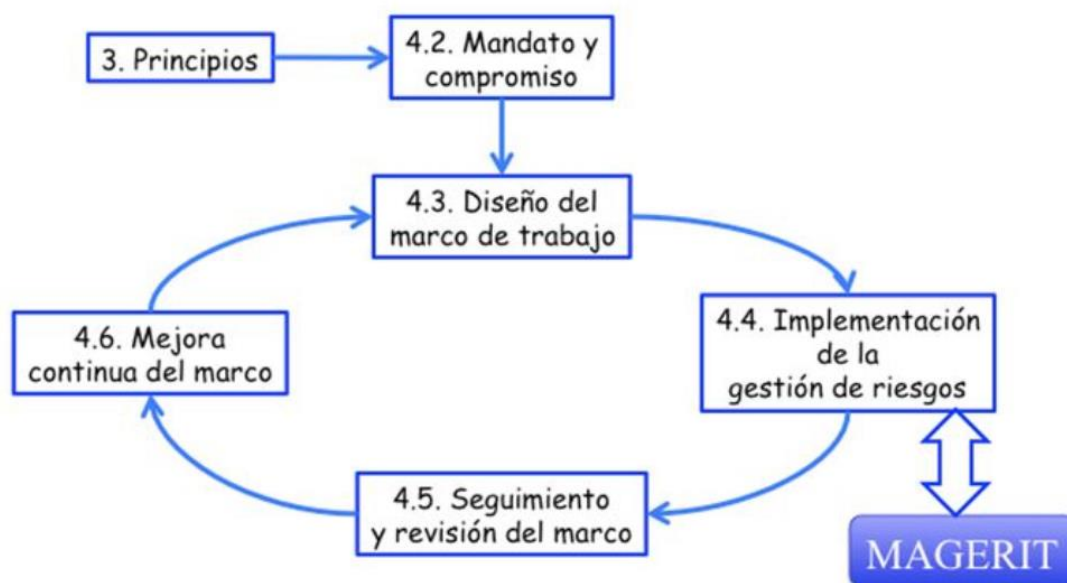 3. Principios
4.2. Mandato y
compromiso
4.3. Diseño del
marco de trabajo
4.6. Mejora
continua del marco
4.4. Implementación
de la
gestión de riesgos
4.5. Seguimiento
y revisión del marco
MAGERIT